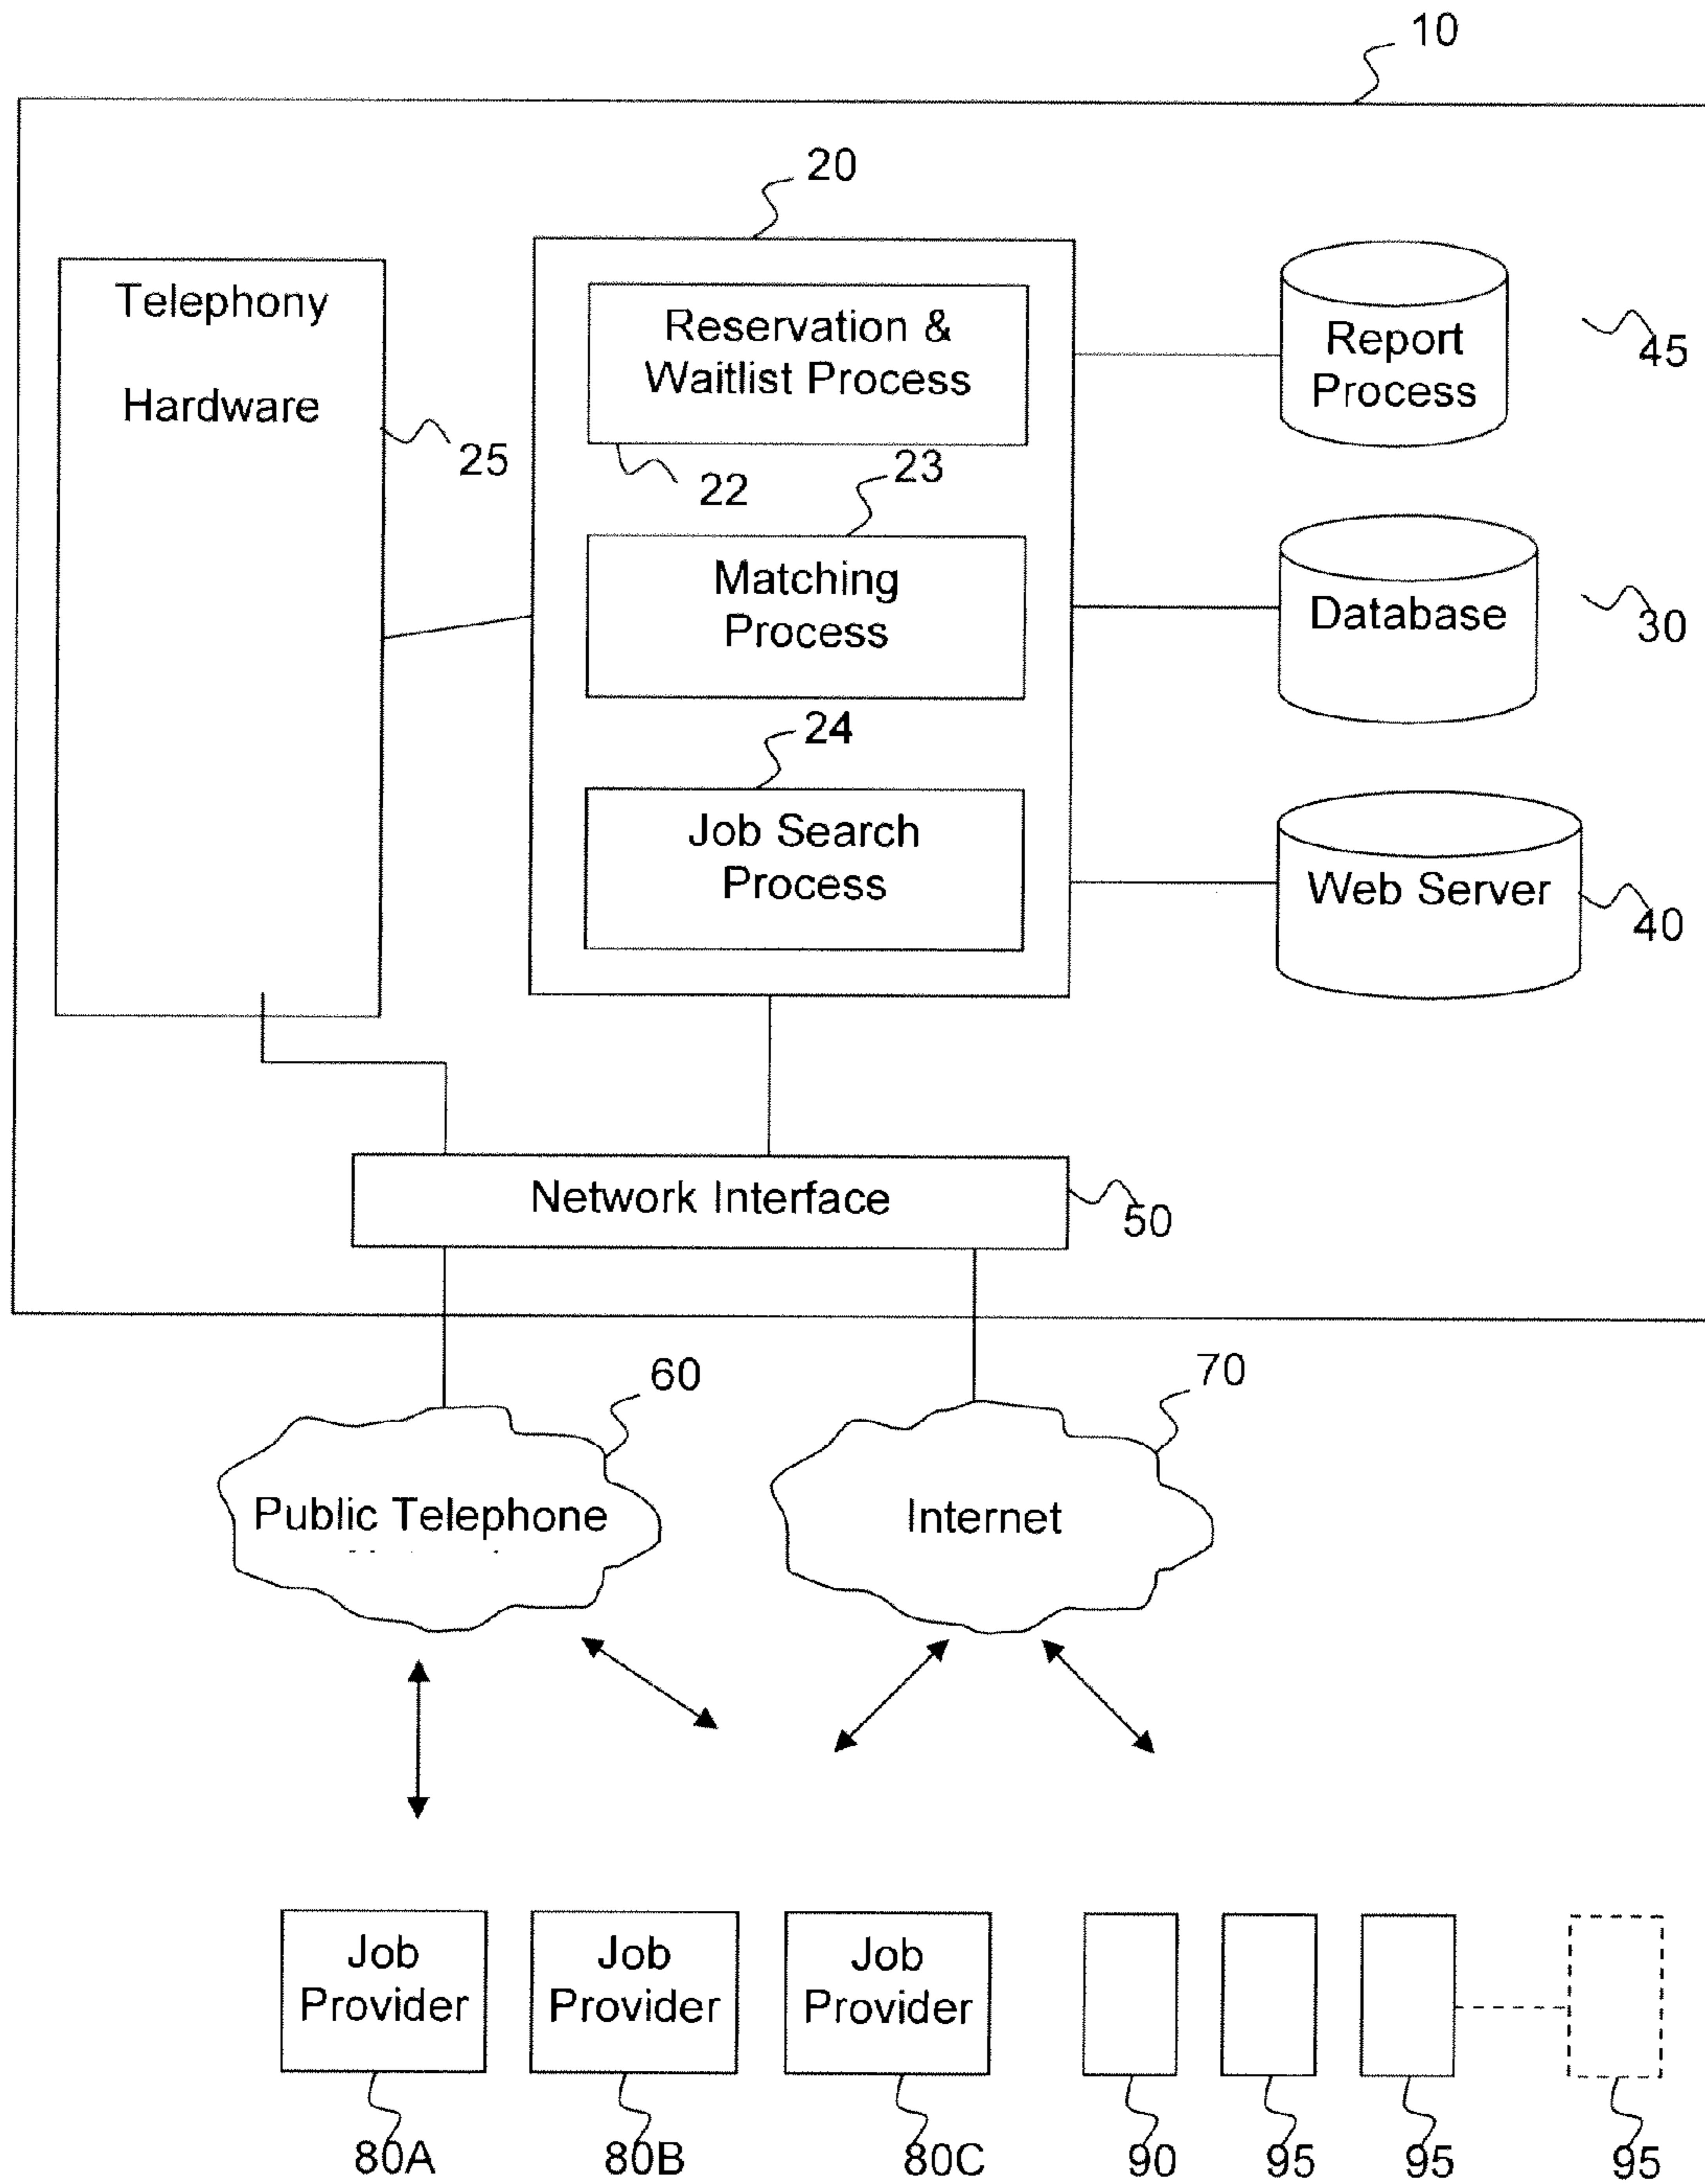 10
20
Telephony
Hardware
25
Reservation &
Waitlist Process
22
23
Matching
Process
24
Job Search
Process
Report
Process
45
Database
30
Web Server
40
Network Interface
50
60
70
Public Telephone
Internet
Job
Provider
Job
Provider
Job
Provider
80A
80B
80C
90
95
95
95